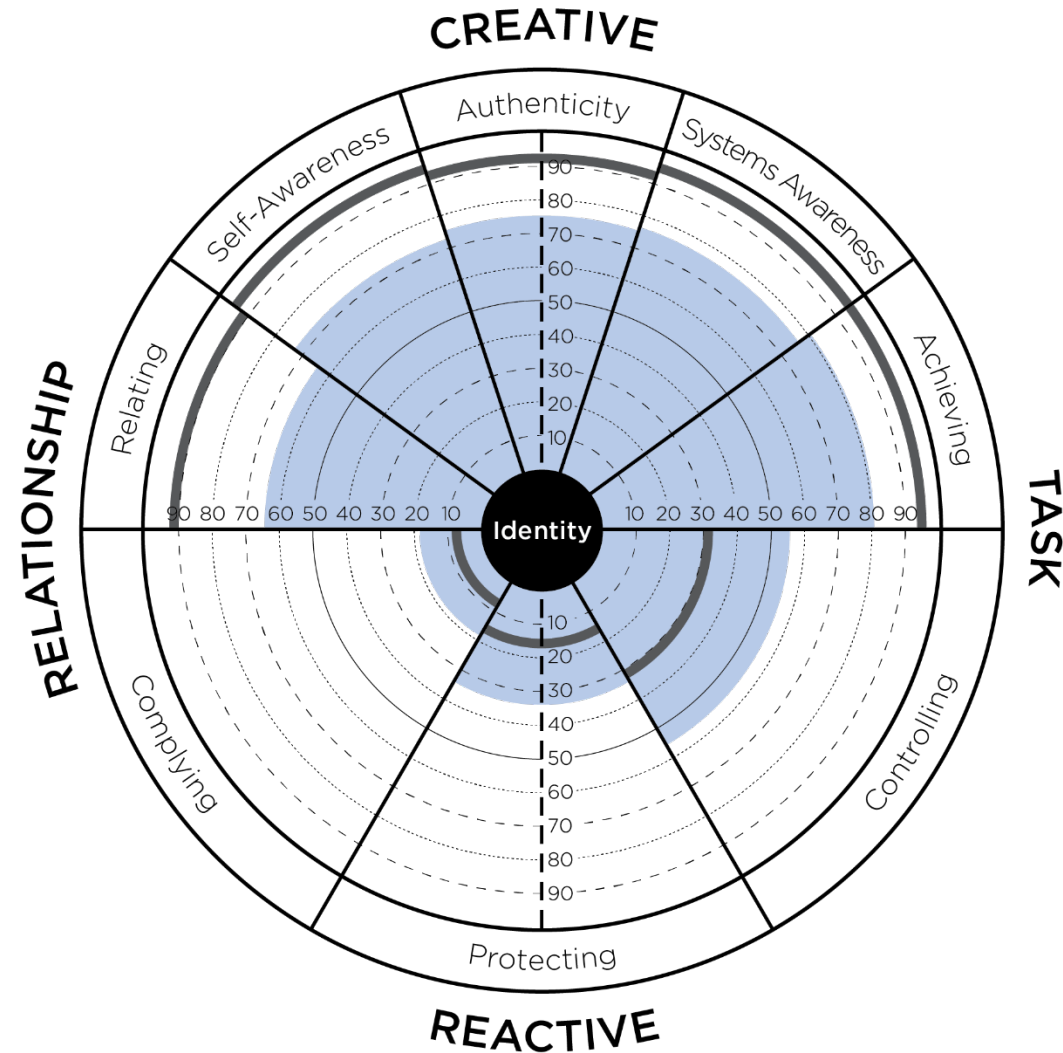 CREATIVE
Authenticity
Self-Awareness
Systems Awareness
Relating
Achieving
RELATIONSHIP
TASK
90
80
70
60
50
40
30
20
10
90 80 70 60 50 40 30 20 10
Identity
10 20 30 40 50 60 70 80 90
10
20
30
40
50
60
70
80
90
Complying
Controlling
Protecting
REACTIVE